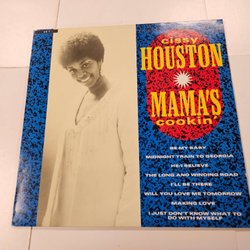 cissy
HOUSTON
MAMA'S
cookin'
BE MY BABY
MIDNIGHT TRAIN TO GEORGIA
HE/I BELIEVE
THE LONG AND WINDING ROAD
I'LL BE THERE
WILL YOU LOVE ME TOMORROW
MAKING LOVE
I JUST DON'T KNOW WHAT TO
DO WITH MYSELF